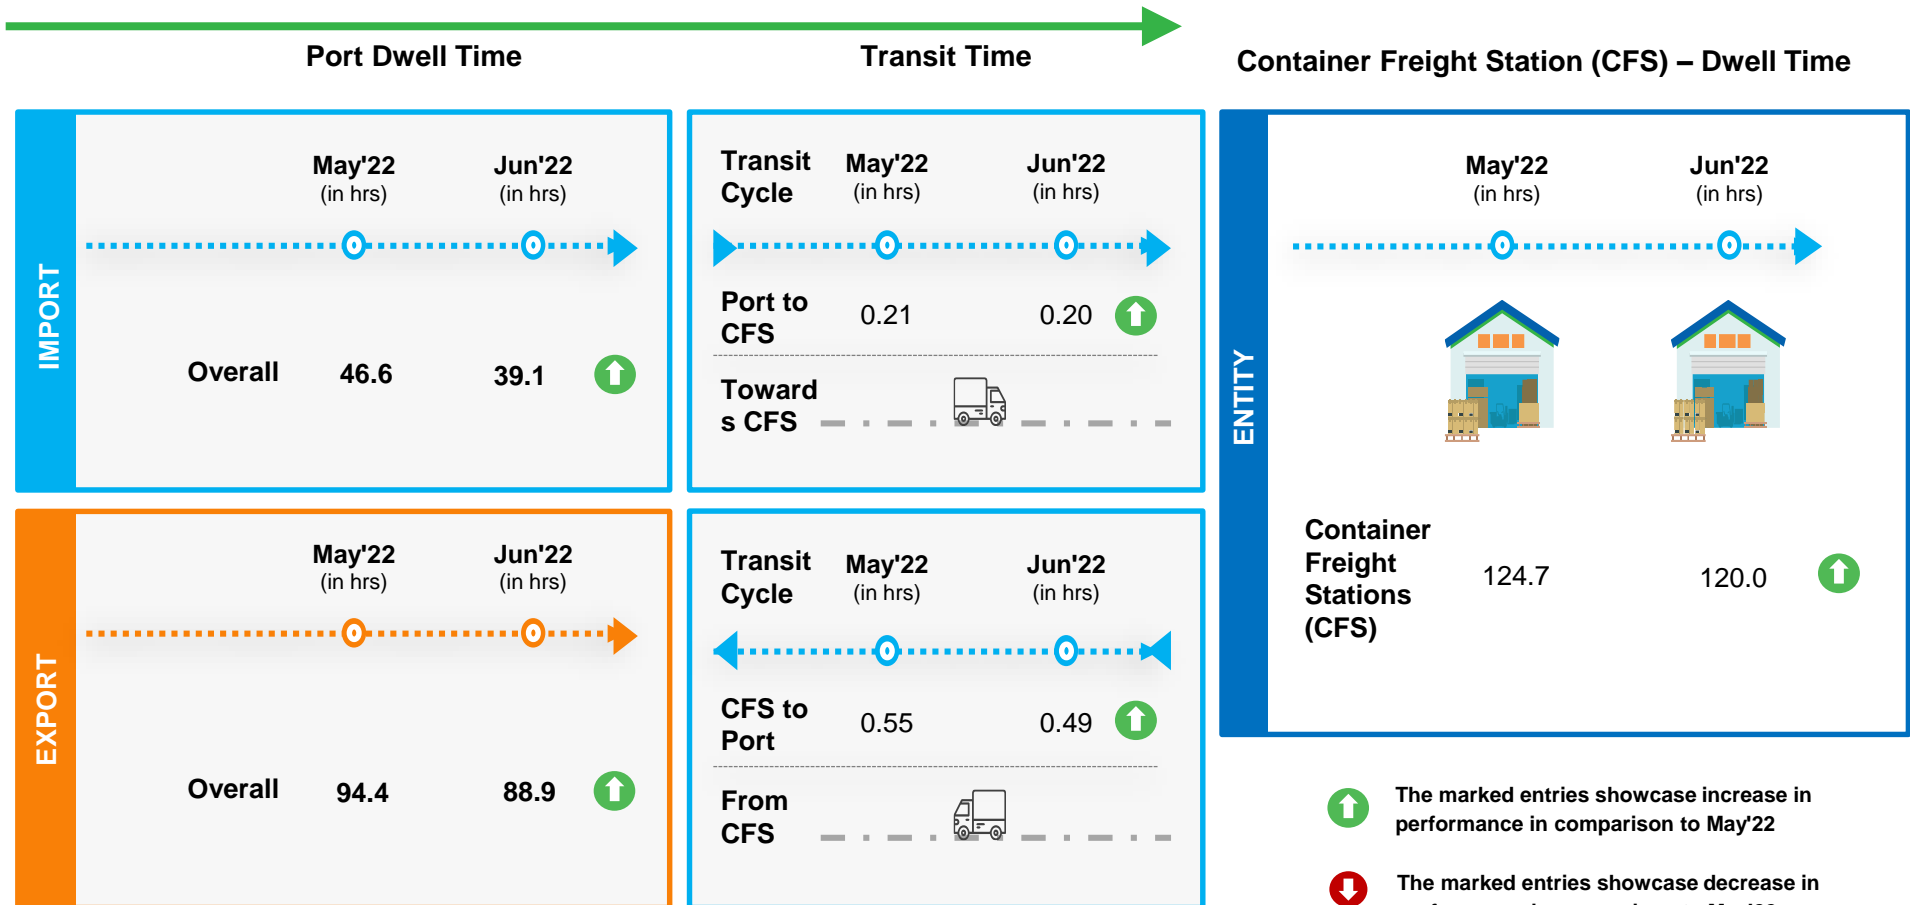 Port Dwell Time
Transit Time
Container Freight Station (CFS) – Dwell Time
IMPORT
May'22
(in hrs)
Jun'22
(in hrs)
Overall
46.6
39.1
Transit
Cycle
May'22
(in hrs)
Jun'22
(in hrs)
Port to
CFS
0.21
0.20
Toward
s CFS
EXPORT
May'22
(in hrs)
Jun'22
(in hrs)
Overall
94.4
88.9
Transit
Cycle
May'22
(in hrs)
Jun'22
(in hrs)
CFS to
Port
0.55
0.49
From
CFS
ENTITY
May'22
(in hrs)
Jun'22
(in hrs)
Container
Freight
Stations
(CFS)
124.7
120.0
The marked entries showcase increase in
performance in comparison to May'22
The marked entries showcase decrease in